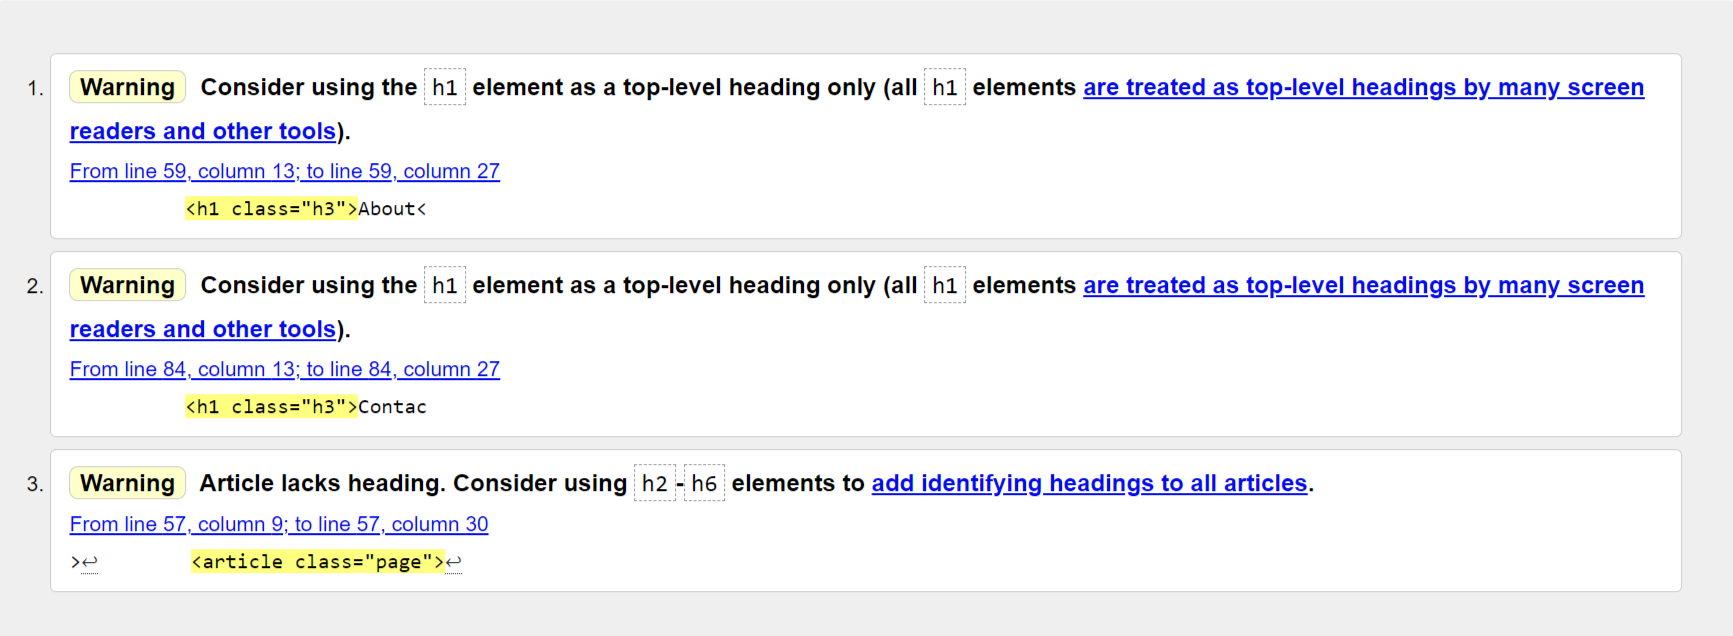 1. Warning Consider using the h1 element as a top-level heading only (all h1 elements are treated as top-level headings by many screen
readers and other tools).
From line 59, column 13; to line 59, column 27
<h1 class="h3">About<
2. Warning Consider using the h1 element as a top-level heading only (all h1 elements are treated as top-level headings by many screen
readers and other tools).
From line 84, column 13; to line 84, column 27
<h1 class="h3">Contac
3. Warning Article lacks heading. Consider using h2-h6 elements to add identifying headings to all articles.
From line 57, column 9; to line 57, column 30
>↩ <article class="page">↩